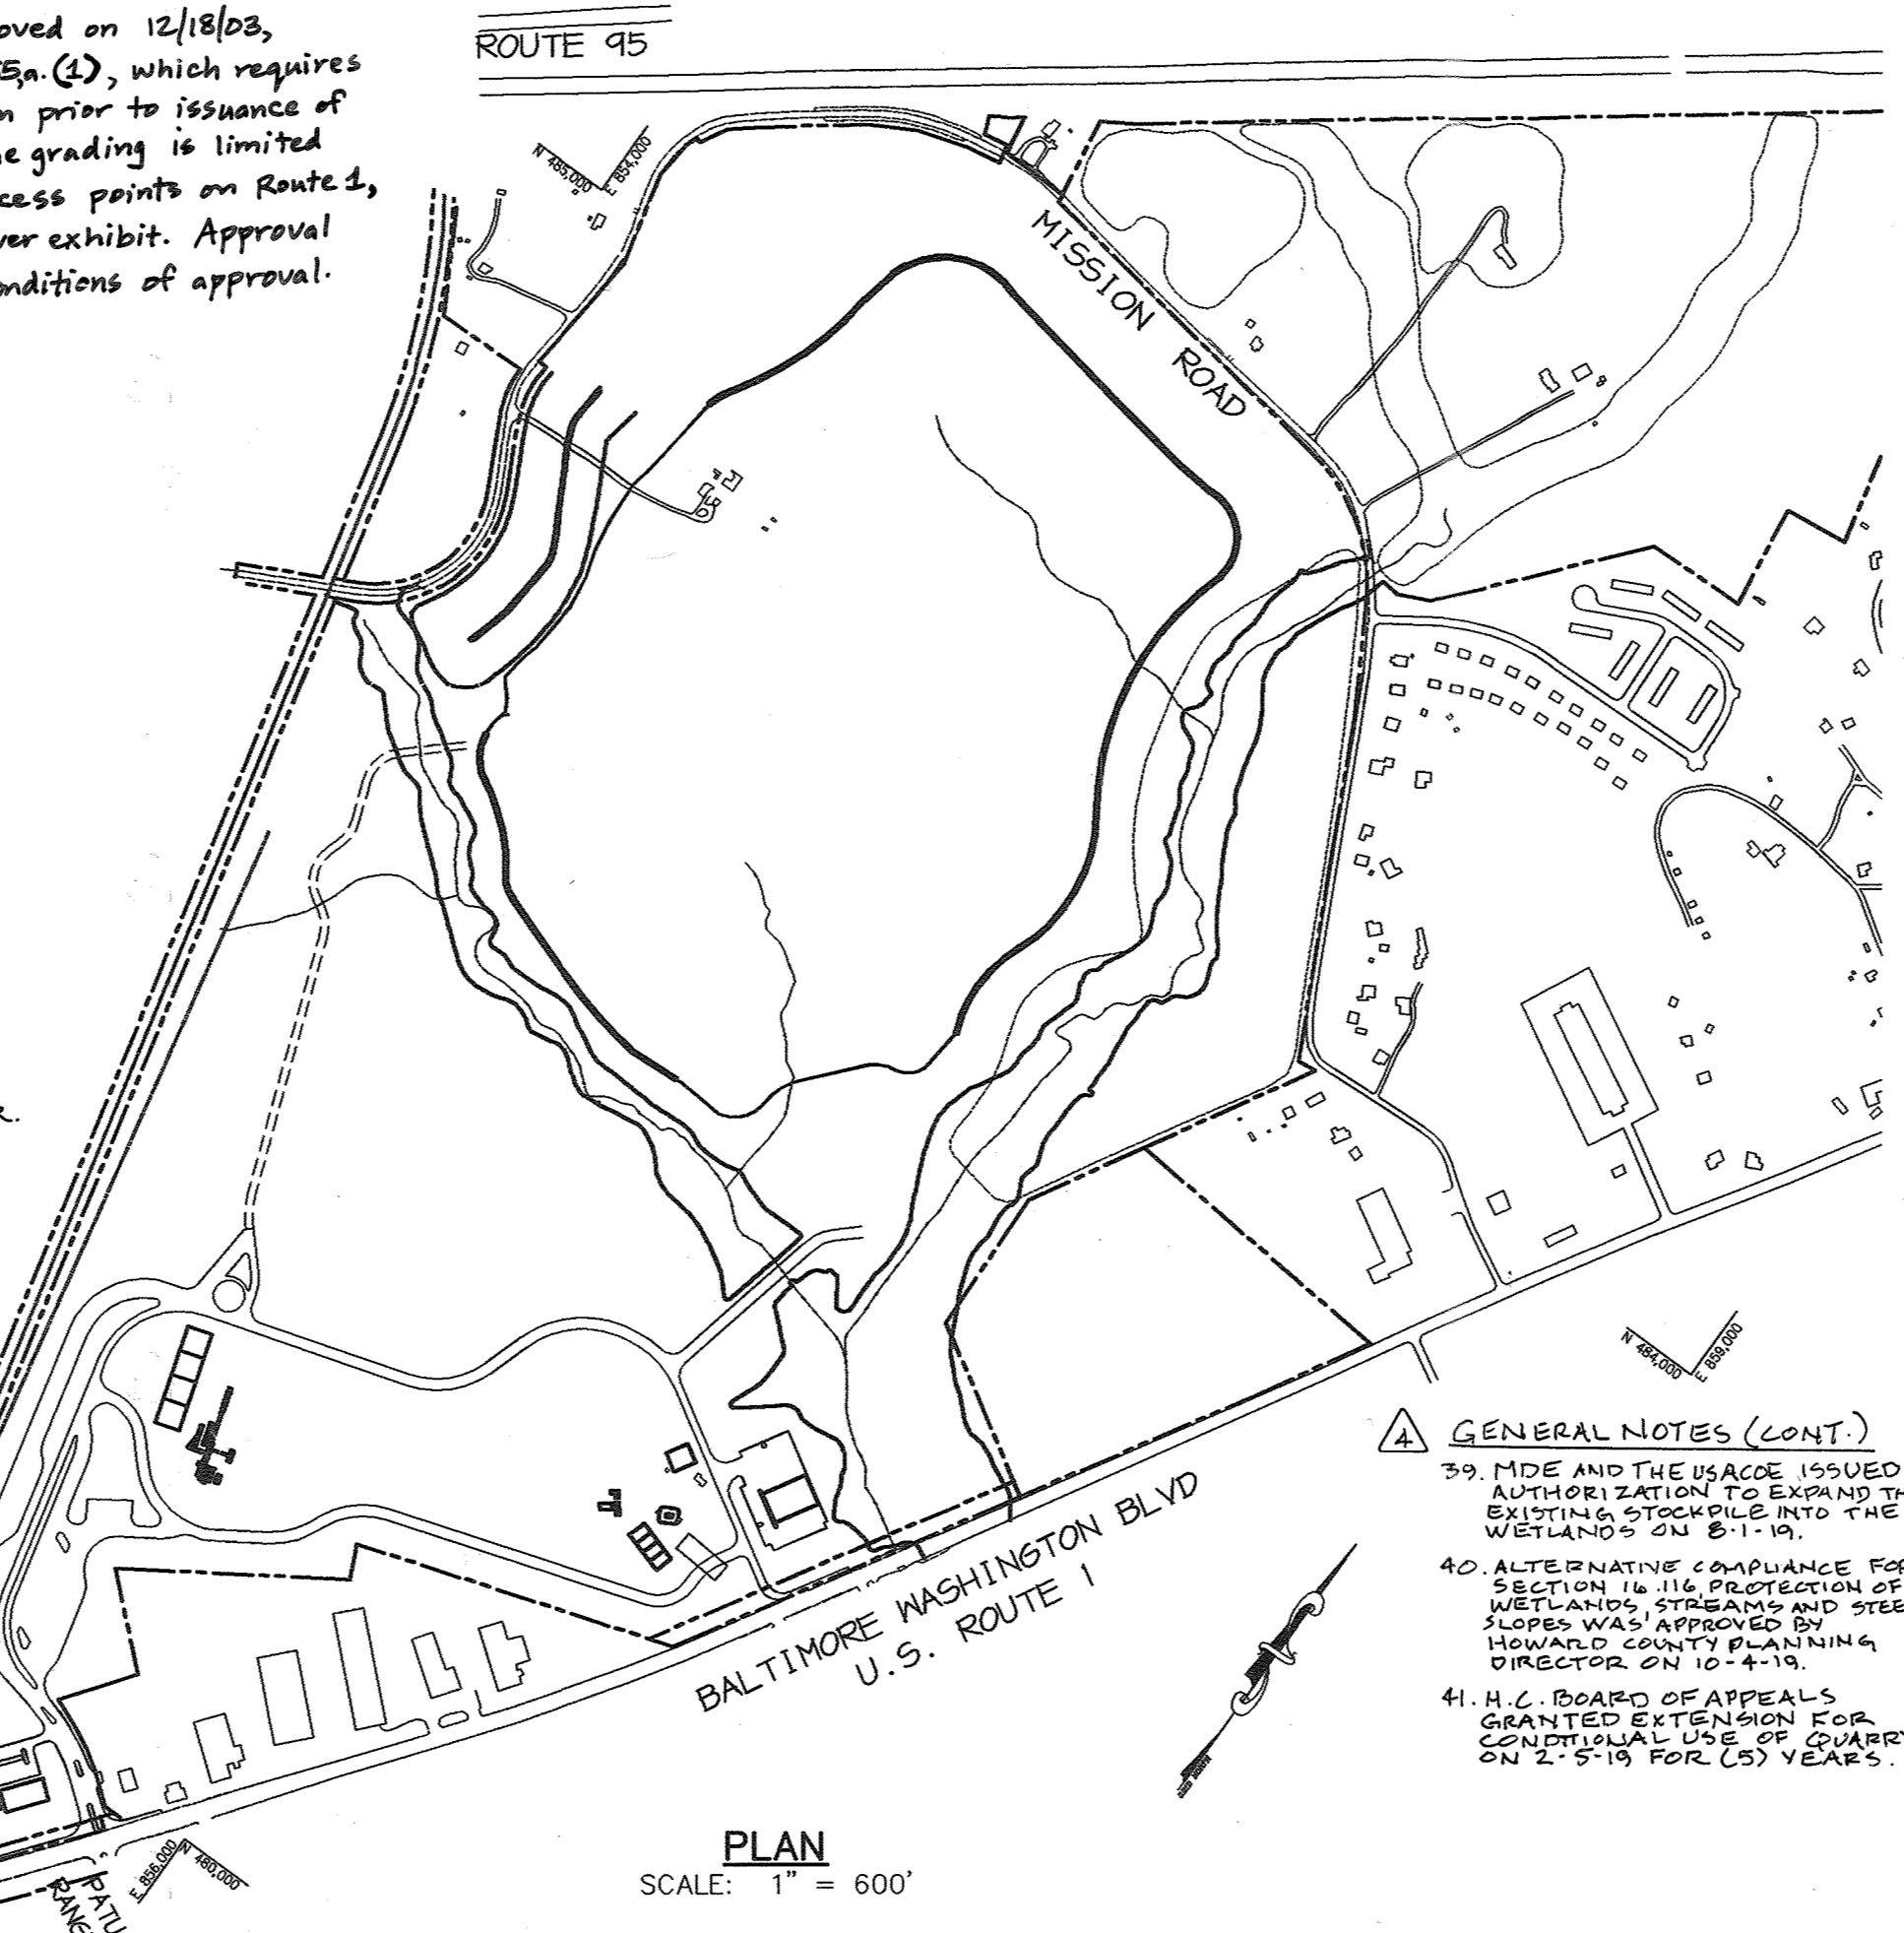 oved on 12/18/03,
5,a.(1), which requires
n prior to issuance of
e grading is limited
cess points on Route 1,
ver exhibit. Approval
nditions of approval.
ROUTE 95
N 485,000
E 854,000
MISSION ROAD
N 484,000
E 859,000
4 GENERAL NOTES (CONT.)
39. MDE AND THE USACOE ISSUED
AUTHORIZATION TO EXPAND TH
EXISTING STOCKPILE INTO THE
WETLANDS ON 8-1-19.
40. ALTERNATIVE COMPLIANCE FOR
SECTION 16.116, PROTECTION OF
WETLANDS, STREAMS AND STEE
SLOPES WAS APPROVED BY
HOWARD COUNTY PLANNING
DIRECTOR ON 10-4-19.
41. H.C. BOARD OF APPEALS
GRANTED EXTENSION FOR
CONDITIONAL USE OF QUARRY
ON 2-5-19 FOR (5) YEARS.
BALTIMORE WASHINGTON BLVD
U.S. ROUTE 1
E 856,000
N 480,000
PATU
RANG
PLAN
SCALE: 1" = 600'